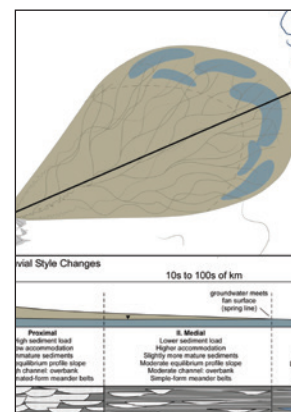 uvial Style Changes
10s to 100s of km
groundwater meets
fan surface
(spring line)
Proximal
II. Medial
High sediment load
Lower sediment load
ow accommodation
Higher accommodation
mmature sediments
Slightly more mature sediments
equilibrium profile slope
Moderate equilibrium profile slope
h channel: overbank
Moderate channel: overbank
mated-form meander belts
Simple-form meander belts